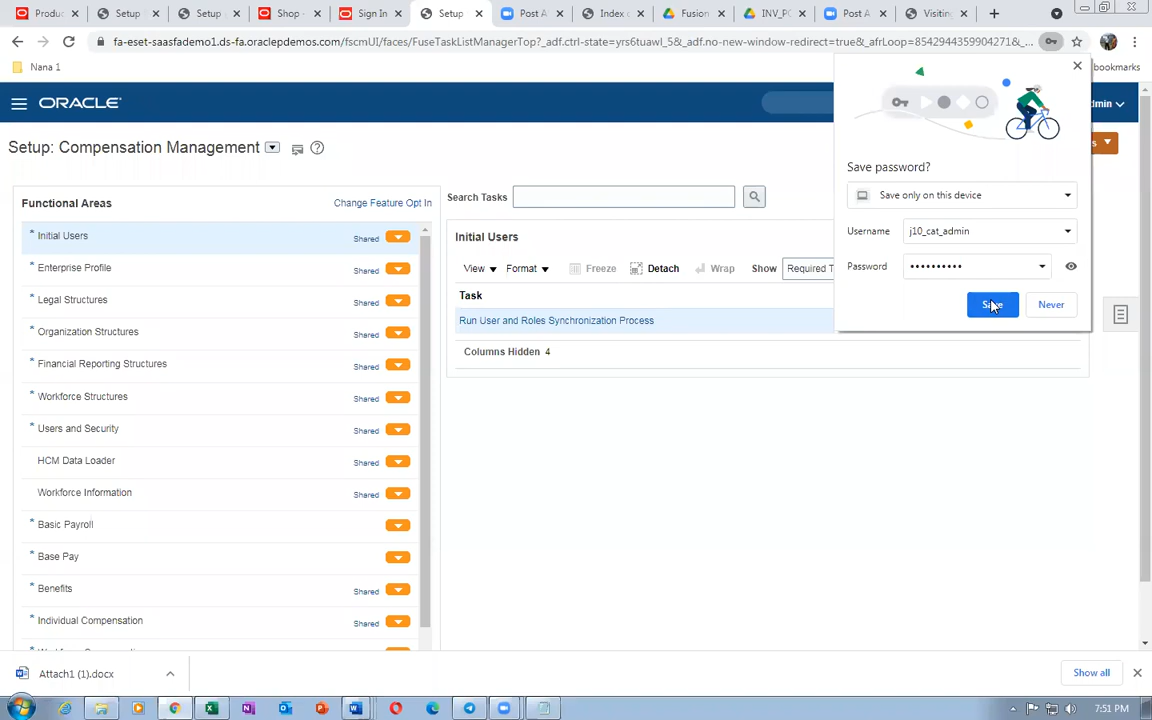 Produc
Setup
Setup
Shop -
Sign In
Setup
Post A
Index o
Fusion
INV_PC
Post A
Visiting
fa-eset-saasfademo1.ds-fa.oraclepdemos.com/fscmUI/faces/FuseTaskListManagerTop?_adf.ctrl-state=yrs6tuawl_5&_adf.no-new-window-redirect=true&_afrLoop=8542944359904271&_...
Nana 1
bookmarks
ORACLE
dmin
Setup: Compensation Management
s
Functional Areas
Change Feature Opt In
* Initial Users Shared
* Enterprise Profile Shared
* Legal Structures Shared
* Organization Structures Shared
* Financial Reporting Structures Shared
* Workforce Structures Shared
* Users and Security Shared
HCM Data Loader Shared
Workforce Information Shared
* Basic Payroll
* Base Pay
* Benefits Shared
* Individual Compensation Shared
Search Tasks
Initial Users
View Format Freeze Detach Wrap Show Required T
Task
Run User and Roles Synchronization Process
Columns Hidden 4
Save password?
Save only on this device
Username j10_cat_admin
Password ••••••••••
Never
Attach1 (1).docx
Show all
7:51 PM